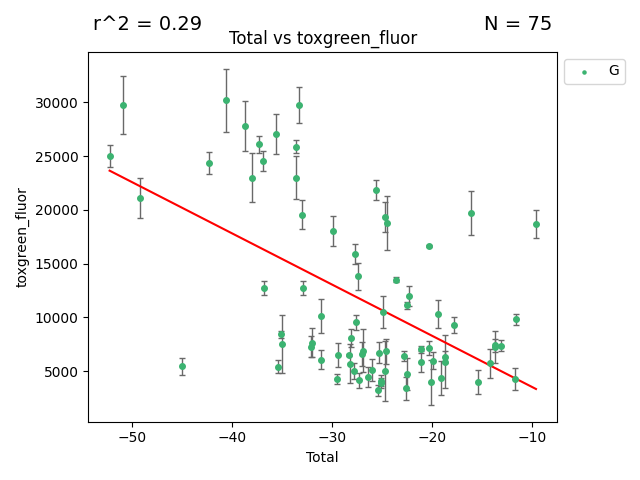 r^2 = 0.29
N = 75
Total vs toxgreen_fluor
G
toxgreen_fluor
30000
25000
20000
15000
10000
5000
−50
−40
−30
−20
−10
Total